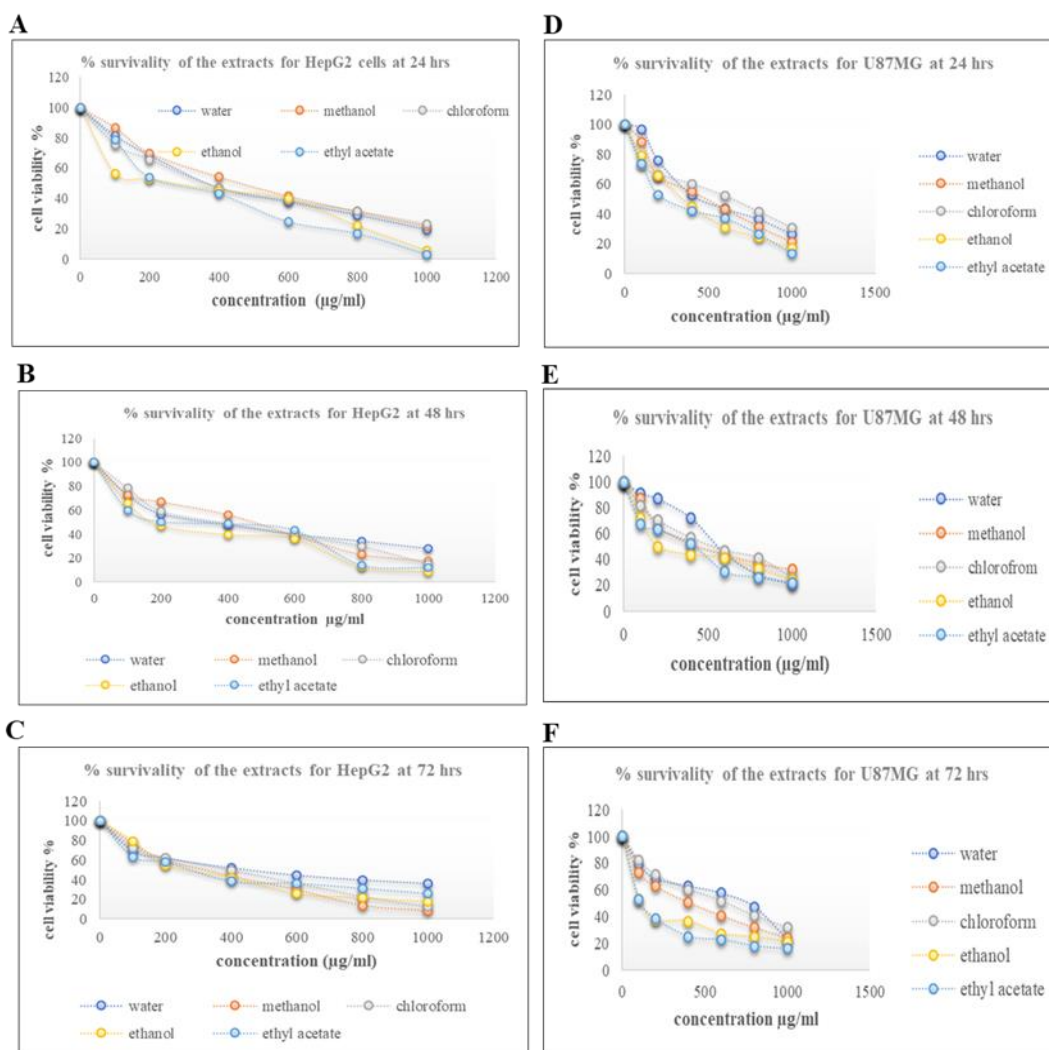 A
% survivality of the extracts for HepG2 cells at 24 hrs
120
100
80
60
40
20
0
cell viability %
water
methanol
chloroform
ethanol
ethyl acetate
0 200 400 600 800 1000 1200
concentration (µg/ml)
B
% survivality of the extracts for HepG2 at 48 hrs
120
100
80
60
40
20
0
cell viability %
0 200 400 600 800 1000 1200
concentration µg/ml
water
methanol
chloroform
ethanol
ethyl acetate
C
% survivality of the extracts for HepG2 at 72 hrs
120
100
80
60
40
20
0
cell viability %
0 200 400 600 800 1000 1200
concentration (µg/ml)
water
methanol
chloroform
ethanol
ethyl acetate
D
% survivality of the extracts for U87MG at 24 hrs
120
100
80
60
40
20
0
cell viability %
0 500 1000 1500
concentration (µg/ml)
water
methanol
chloroform
ethanol
ethyl acetate
E
% survivality of the extracts for U87MG at 48 hrs
120
100
80
60
40
20
0
cell viability %
0 500 1000 1500
concentration (µg/ml)
water
methanol
chlorofrom
ethanol
ethyl acetate
F
% survivality of the extracts for U87MG at 72 hrs
120
100
80
60
40
20
0
cell viability %
0 500 1000 1500
concentration µg/ml
water
methanol
chloroform
ethanol
ethyl acetate